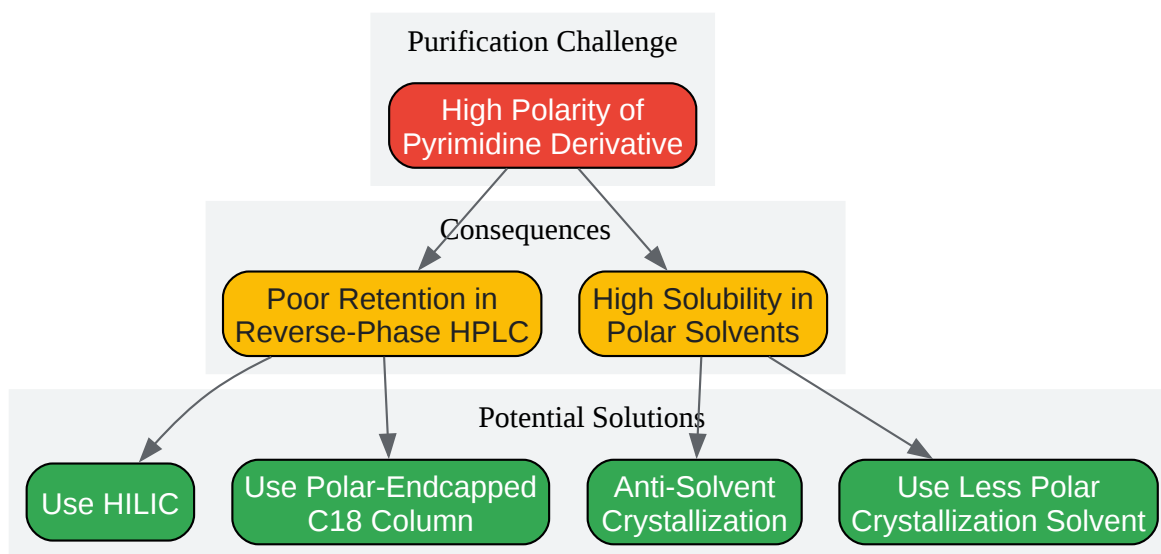 Purification Challenge
High Polarity of
Pyrimidine Derivative
Consequences
Poor Retention in
Reverse-Phase HPLC
High Solubility in
Polar Solvents
Potential Solutions
Use HILIC
Use Polar-Endcapped
C18 Column
Anti-Solvent
Crystallization
Use Less Polar
Crystallization Solvent